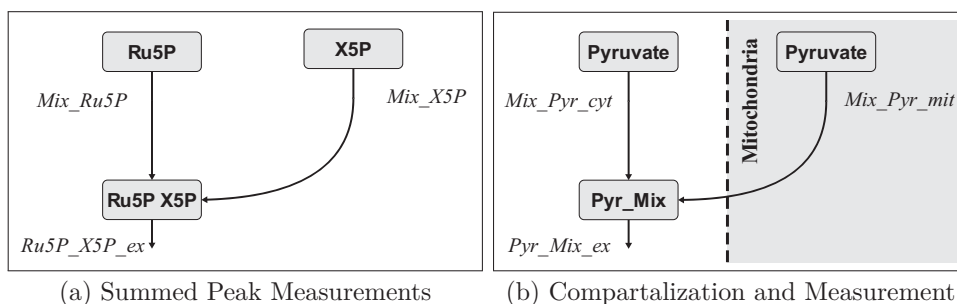 Ru5P
X5P
Mix_Ru5P
Mix_X5P
Ru5P X5P
Ru5P_X5P_ex
(a) Summed Peak Measurements
Pyruvate
Mitochondria
Pyruvate
Mix_Pyr_cyt
Mix_Pyr_mit
Pyr_Mix
Pyr_Mix_ex
(b) Compartalization and Measurement